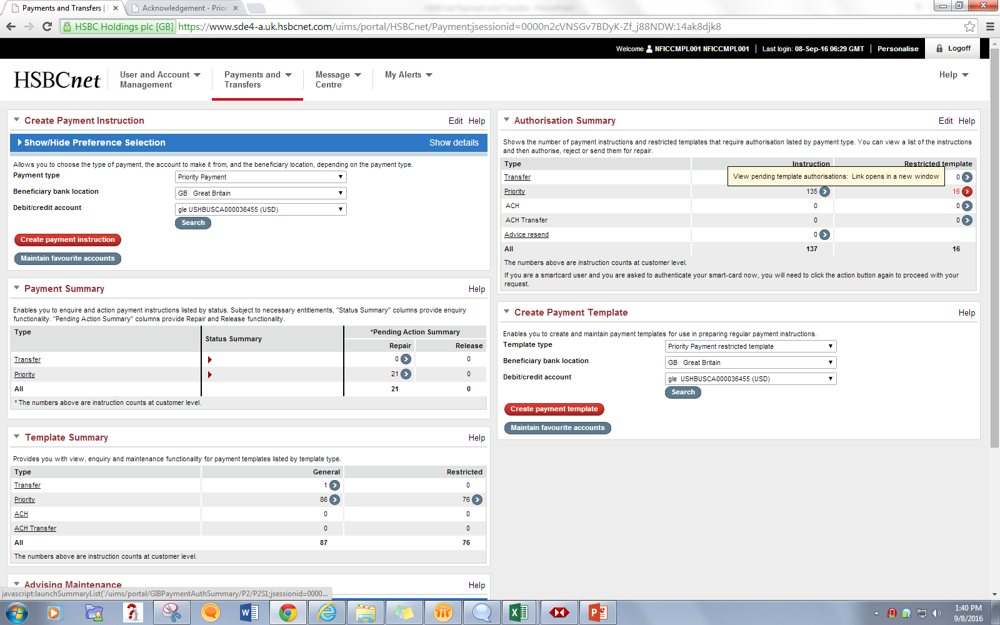 Payments and Transfers |
Acknowledgement - Prior
HSBC Holdings plc [GB]
https://www.sde4-a.uk.hsbcnet.com/uims/portal/HSBCnet/Payment;jsessionid=0000n2cVNSGv7BDyK-Zf_j88NDW:14ak8djk8
Welcome NFICCMPL001 NFICCMPL001
Last login: 08-Sep-16 06:29 GMT
Personalise
Logoff
HSBCnet
User and Account Management
Payments and Transfers
Message Centre
My Alerts
Help
Create Payment Instruction
Edit Help
Show/Hide Preference Selection
Show details
Allows you to choose the type of payment, the account to make it from, and the beneficiary location, depending on the payment type.
Payment type
Priority Payment
Beneficiary bank location
GB Great Britain
Debit/credit account
gle USHBUSCA000036455 (USD)
Search
Create payment instruction
Maintain favourite accounts
Payment Summary
Help
Enables you to enquire and action payment instructions listed by status. Subject to necessary entitlements, "Status Summary" columns provide enquiry
functionality. "Pending Action Summary" columns provide Repair and Release functionality.
Type
Status Summary
*Pending Action Summary
Repair Release
Transfer 0 0
Priority 21 0
All 21 0
* The numbers above are instruction counts at customer level.
Template Summary
Help
Provides you with view, enquiry and maintenance functionality for payment templates listed by template type.
Type General Restricted
Transfer 1 0
Priority 86 76
ACH 0 0
ACH Transfer 0 0
All 87 76
The numbers above are instruction counts at customer level.
Advising Maintenance
Help
Authorisation Summary
Edit Help
Shows the number of payment instructions and restricted templates that require authorisation listed by payment type. You can view a list of the instructions
and then authorise, reject or send them for repair.
Type Instruction Restricted template
View pending template authorisations: Link opens in a new window
Transfer 0
Priority 135 16
ACH 0 0
ACH Transfer 0 0
Advice resend 0
All 137 16
The numbers above are instruction counts at customer level.
If you are a smartcard user and you are asked to authenticate your smart-card now, you will need to click the action button again to proceed with your
request.
Create Payment Template
Help
Enables you to create and maintain payment templates for use in preparing regular payment instructions.
Template type
Priority Payment restricted template
Beneficiary bank location
GB Great Britain
Debit/credit account
gle USHBUSCA000036455 (USD)
Search
Create payment template
Maintain favourite accounts
javascript:launchSummaryList('/uims/portal/GIBPaymentAuthSummary/P2/P2S1;jsessionid=0000...
1:40 PM
9/8/2016